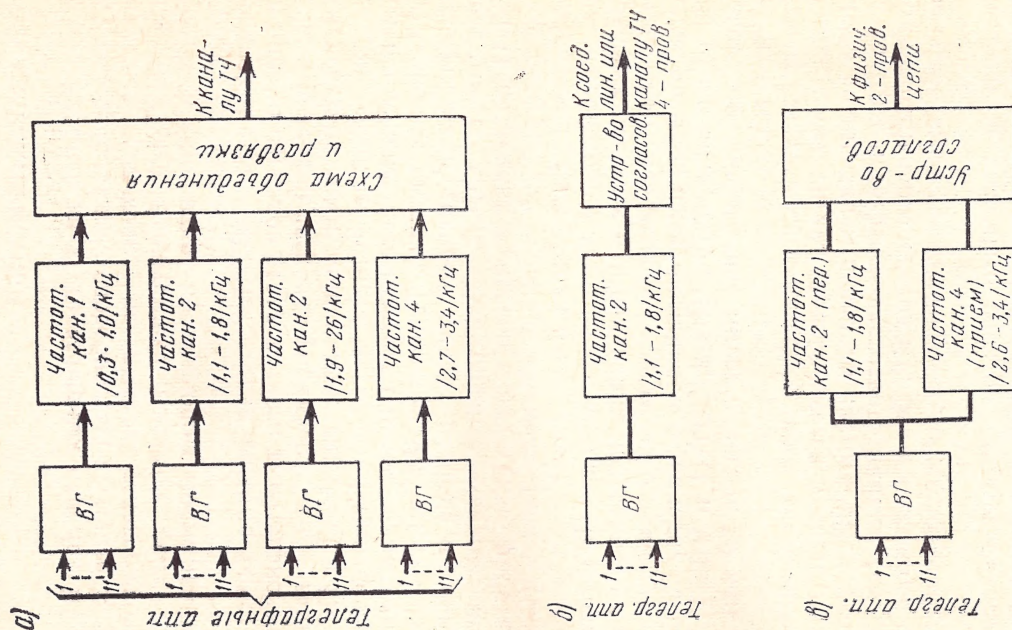 а)
Телеграфные апп
1
11
ВГ
Частот.
кан. 1
/0,3-1,0/кГц
1
11
ВГ
Частот.
кан. 2
/1,1-1,8/кГц
1
11
ВГ
Частот.
кан. 2
/1,9-26/кГц
1
11
ВГ
Частот.
кан. 4
/2,7-3,4/кГц
Схема объединения
и развязки
К кана-
лу ТЧ
б)
Телегр. апп.
1
11
ВГ
Частот.
кан. 2
/1,1-1,8/кГц
Устр-во
согласов.
К соед.
лин. или
каналу ТЧ
4-пров.
в)
Телегр. апп.
1
11
ВГ
Частот.
кан. 2 (пер.)
/1,1-1,8/кГц
Частот.
кан. 4
(прием)
/2,6-3,4/кГц
Устр-во
согласов.
К физич.
2-пров.
цепи